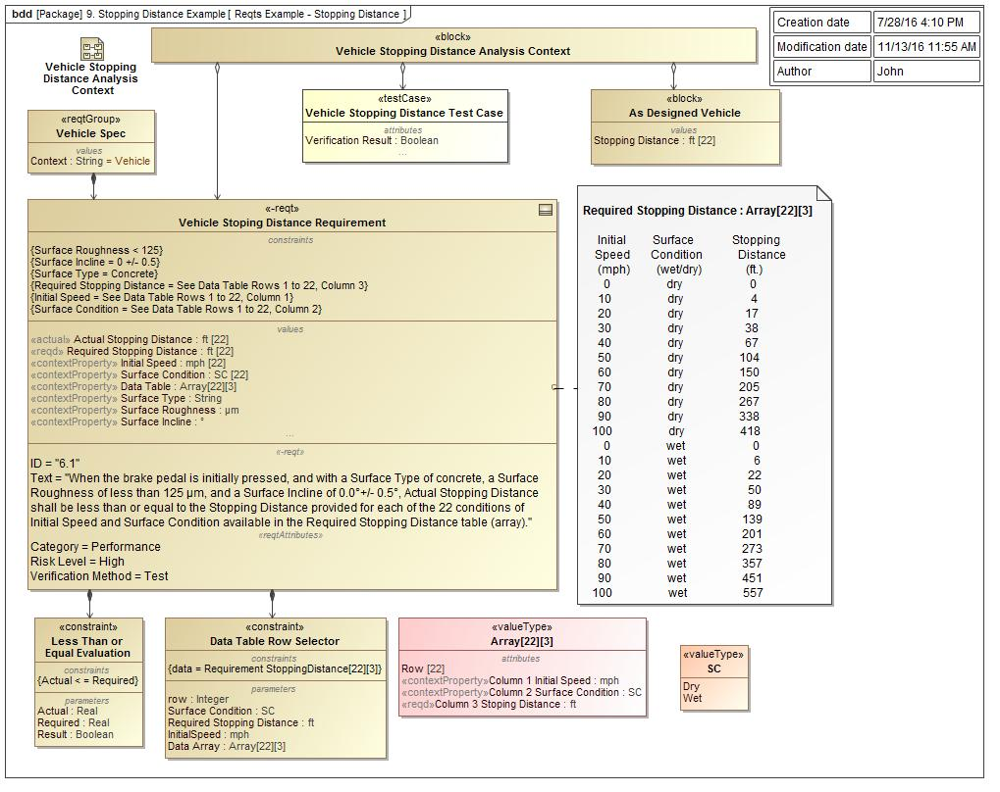 bdd [Package] 9. Stopping Distance Example [ Reqts Example - Stopping Distance ]
Creation date 7/28/16 4:10 PM
Modification date 11/13/16 11:55 AM
Author John
Vehicle Stopping
Distance Analysis
Context
«block»
Vehicle Stopping Distance Analysis Context
«reqtGroup»
Vehicle Spec
values
Context : String = Vehicle
«testCase»
Vehicle Stopping Distance Test Case
attributes
Verification Result : Boolean
...
«block»
As Designed Vehicle
values
Stopping Distance : ft [22]
«-reqt»
Vehicle Stoping Distance Requirement
constraints
{Surface Roughness < 125}
{Surface Incline = 0 +/- 0.5}
{Surface Type = Concrete}
{Required Stopping Distance = See Data Table Rows 1 to 22, Column 3}
{Initial Speed = See Data Table Rows 1 to 22, Column 1}
{Surface Condition = See Data Table Rows 1 to 22, Column 2}
values
«actual» Actual Stopping Distance : ft [22]
«reqd» Required Stopping Distance : ft [22]
«contextProperty» Initial Speed : mph [22]
«contextProperty» Surface Condition : SC [22]
«contextProperty» Data Table : Array[22][3]
«contextProperty» Surface Type : String
«contextProperty» Surface Roughness : µm
«contextProperty» Surface Incline : °
...
«-reqt»
ID = "6.1"
Text = "When the brake pedal is initially pressed, and with a Surface Type of concrete, a Surface
Roughness of less than 125 µm, and a Surface Incline of 0.0°+/- 0.5°, Actual Stopping Distance
shall be less than or equal to the Stopping Distance provided for each of the 22 conditions of
Initial Speed and Surface Condition available in the Required Stopping Distance table (array)."
«reqtAttributes»
Category = Performance
Risk Level = High
Verification Method = Test
Required Stopping Distance : Array[22][3]
Initial Surface Stopping
Speed Condition Distance
(mph) (wet/dry) (ft.)
0 dry 0
10 dry 4
20 dry 17
30 dry 38
40 dry 67
50 dry 104
60 dry 150
70 dry 205
80 dry 267
90 dry 338
100 dry 418
0 wet 0
10 wet 6
20 wet 22
30 wet 50
40 wet 89
50 wet 139
60 wet 201
70 wet 273
80 wet 357
90 wet 451
100 wet 557
«constraint»
Less Than or
Equal Evaluation
constraints
{Actual < = Required}
parameters
Actual : Real
Required : Real
Result : Boolean
«constraint»
Data Table Row Selector
constraints
{data = Requirement StoppingDistance[22][3]}
parameters
row : Integer
Surface Condition : SC
Required Stopping Distance : ft
InitialSpeed : mph
Data Array : Array[22][3]
«valueType»
Array[22][3]
attributes
Row [22]
«contextProperty»Column 1 Initial Speed : mph
«contextProperty»Column 2 Surface Condition : SC
«reqd»Column 3 Stoping Distance : ft
«valueType»
SC
Dry
Wet